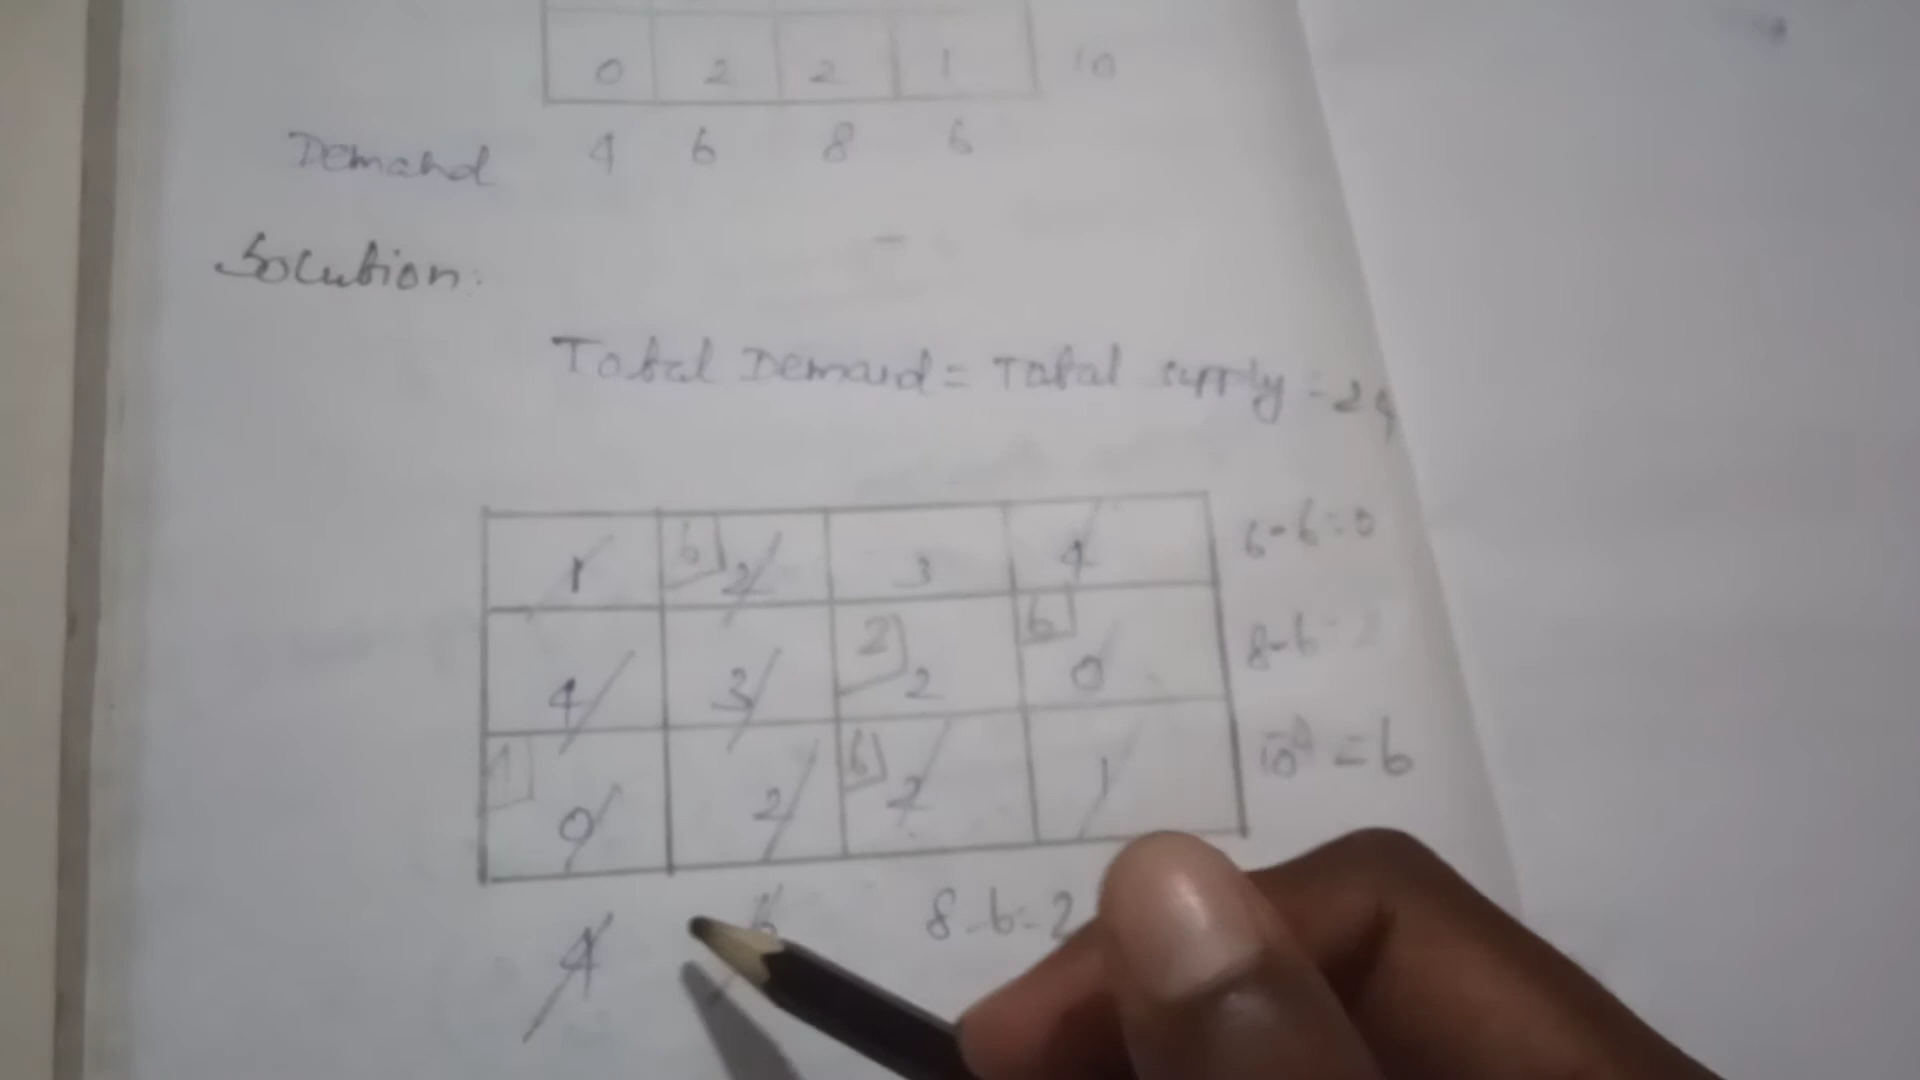 0 2 2 1 10
Demand 4 6 8 6
Solution:
Total Demand = Total supply = 24
1 6 2 3 4 6-6=0
4 3 2 2 6 0 8-6=2
4 0 2 6 2 1 10 = 6
4 6 8-6=2